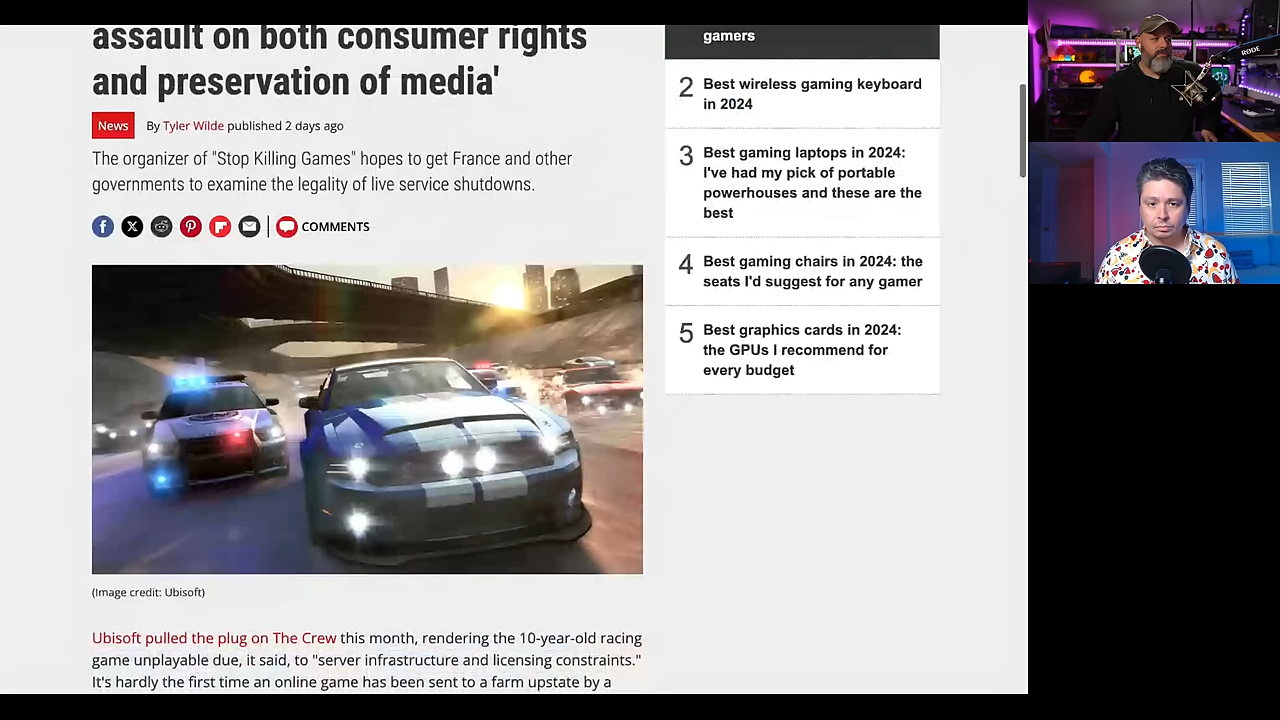 assault on both consumer rights
and preservation of media'
News
By Tyler Wilde published 2 days ago
The organizer of "Stop Killing Games" hopes to get France and other
governments to examine the legality of live service shutdowns.
COMMENTS
(Image credit: Ubisoft)
Ubisoft pulled the plug on The Crew this month, rendering the 10-year-old racing
game unplayable due, it said, to "server infrastructure and licensing constraints."
It's hardly the first time an online game has been sent to a farm upstate by a
gamers
2 Best wireless gaming keyboard
in 2024
3 Best gaming laptops in 2024:
I've had my pick of portable
powerhouses and these are the
best
4 Best gaming chairs in 2024: the
seats I'd suggest for any gamer
5 Best graphics cards in 2024:
the GPUs I recommend for
every budget
RØDE